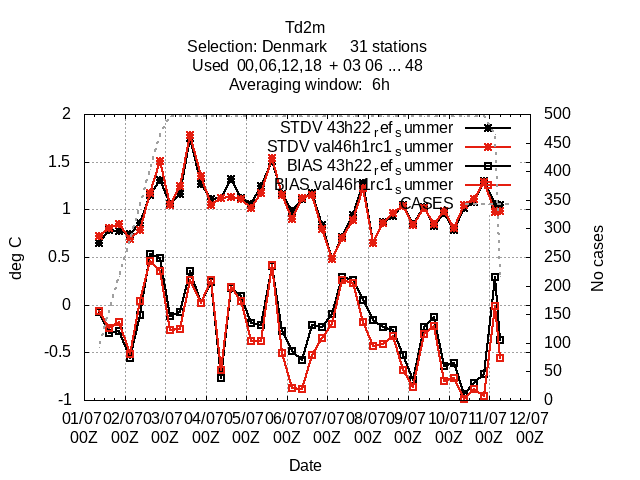 Td2m
Selection: Denmark 31 stations
Used 00,06,12,18 + 03 06 ... 48
Averaging window: 6h
2 500
STDV 43h22refsummer
450
STDV val46h1rc1summer
1.5 400
BIAS 43h22refsummer
BIAS val46h1rc1summer
350
CASES
1
300
0.5 250
200
0
150
-0.5 100
50
-1 0
deg C
No cases
01/07 02/07 03/07 04/07 05/07 06/07 07/07 08/07 09/07 10/07 11/07 12/07
00Z 00Z 00Z 00Z 00Z 00Z 00Z 00Z 00Z 00Z 00Z 00Z
Date